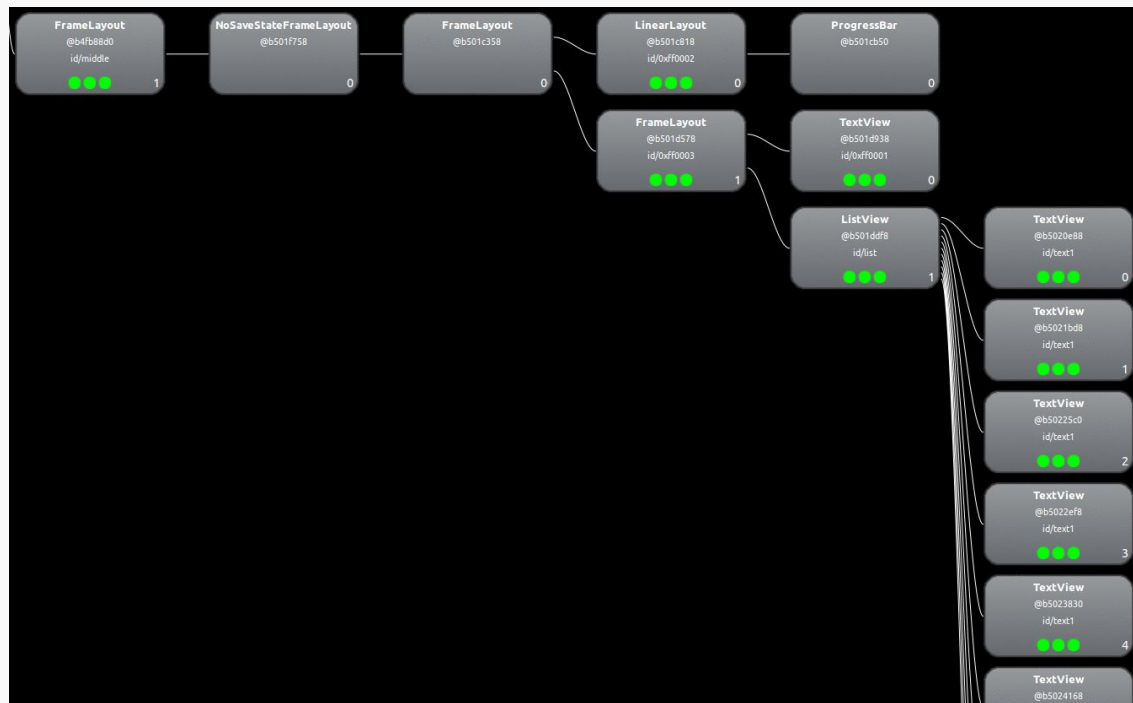 FrameLayout
@b4fb88d0
id/middle
1
NoSaveStateFrameLayout
@b501f758
0
FrameLayout
@b501c358
0
LinearLayout
@b501c818
id/0xff0002
0
ProgressBar
@b501cb50
0
FrameLayout
@b501d578
id/0xff0003
1
TextView
@b501d938
id/0xff0001
0
ListView
@b501ddf8
id/list
1
TextView
@b5020e88
id/text1
0
TextView
@b5021bd8
id/text1
1
TextView
@b50225c0
id/text1
2
TextView
@b5022ef8
id/text1
3
TextView
@b5023830
id/text1
4
TextView
@b5024168